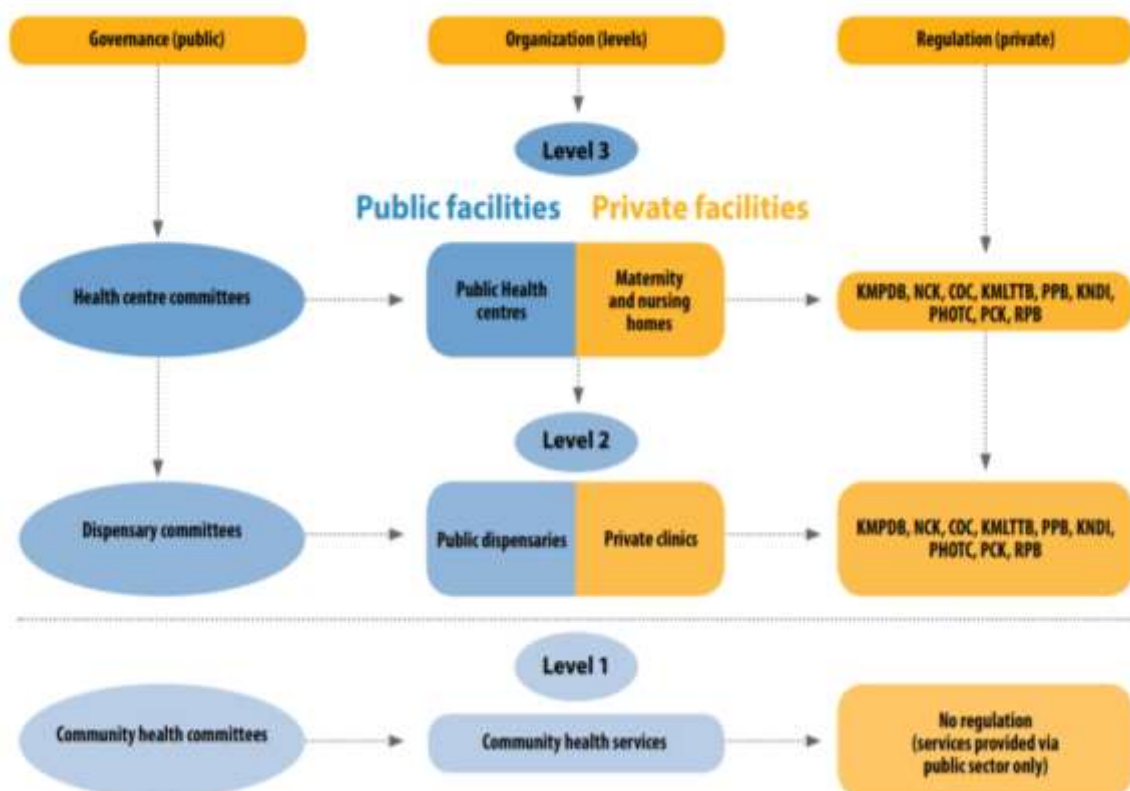 Governance (public)
Organization (levels)
Regulation (private)
Level 3
Public facilities
Private facilities
Health centre committees
Public Health
centres
Maternity
and nursing
homes
KMPDB, NCK, COC, KMLTTB, PPB, KNDI,
PHOTC, PCK, RPB
Level 2
Dispensary committees
Public dispensaries
Private clinics
KMPDB, NCK, COC, KMLTTB, PPB, KNDI,
PHOTC, PCK, RPB
Level 1
Community health committees
Community health services
No regulation
(services provided via
public sector only)